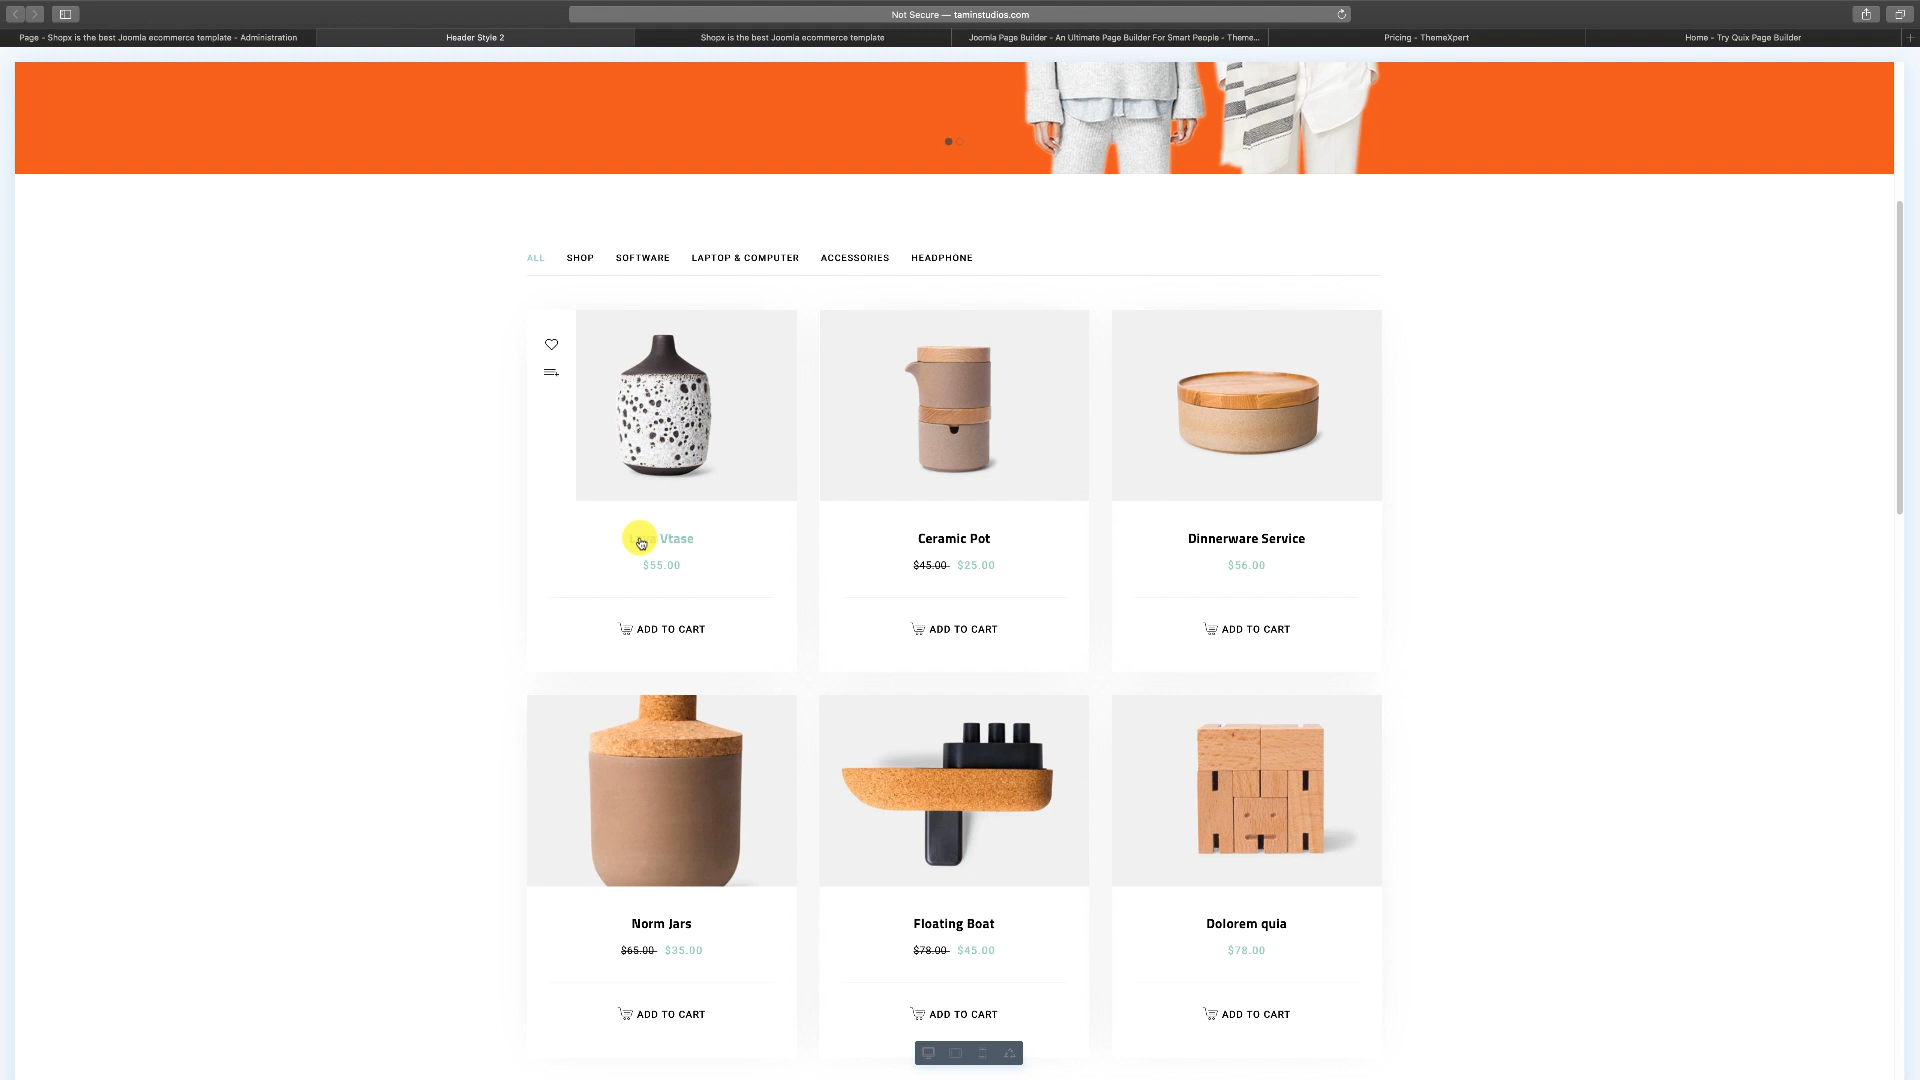 Not Secure — taminstudios.com
Page - Shopx is the best Joomla ecommerce template - Administration
Header Style 2
Shopx is the best Joomla ecommerce template
Joomla Page Builder - An Ultimate Page Builder For Smart People - Theme...
Pricing - ThemeXpert
Home - Try Quix Page Builder
ALL SHOP SOFTWARE LAPTOP & COMPUTER ACCESSORIES HEADPHONE
Vtase
$55.00
ADD TO CART
Ceramic Pot
$45.00 $25.00
ADD TO CART
Dinnerware Service
$56.00
ADD TO CART
Norm Jars
$65.00 $35.00
ADD TO CART
Floating Boat
$78.00 $45.00
ADD TO CART
Dolorem quia
$78.00
ADD TO CART